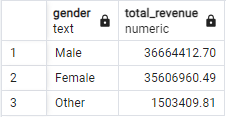 gender total_revenue
text numeric
1 Male 36664412.70
2 Female 35606960.49
3 Other 1503409.81